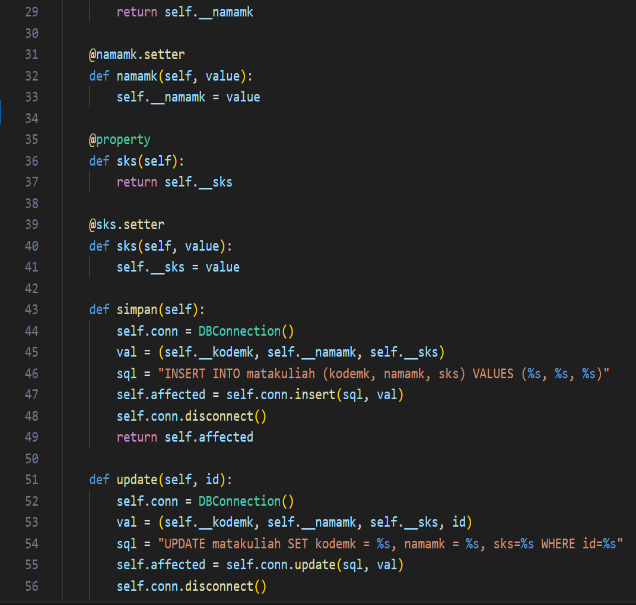 29 return self.__namamk
30
31 @namamk.setter
32 def namamk(self, value):
33 self.__namamk = value
34
35 @property
36 def sks(self):
37 return self.__sks
38
39 @sks.setter
40 def sks(self, value):
41 self.__sks = value
42
43 def simpan(self):
44 self.conn = DBConnection()
45 val = (self.__kodemk, self.__namamk, self.__sks)
46 sql = "INSERT INTO matakuliah (kodemk, namamk, sks) VALUES (%s, %s, %s)"
47 self.affected = self.conn.insert(sql, val)
48 self.conn.disconnect()
49 return self.affected
50
51 def update(self, id):
52 self.conn = DBConnection()
53 val = (self.__kodemk, self.__namamk, self.__sks, id)
54 sql = "UPDATE matakuliah SET kodemk = %s, namamk = %s, sks=%s WHERE id=%s"
55 self.affected = self.conn.update(sql, val)
56 self.conn.disconnect()